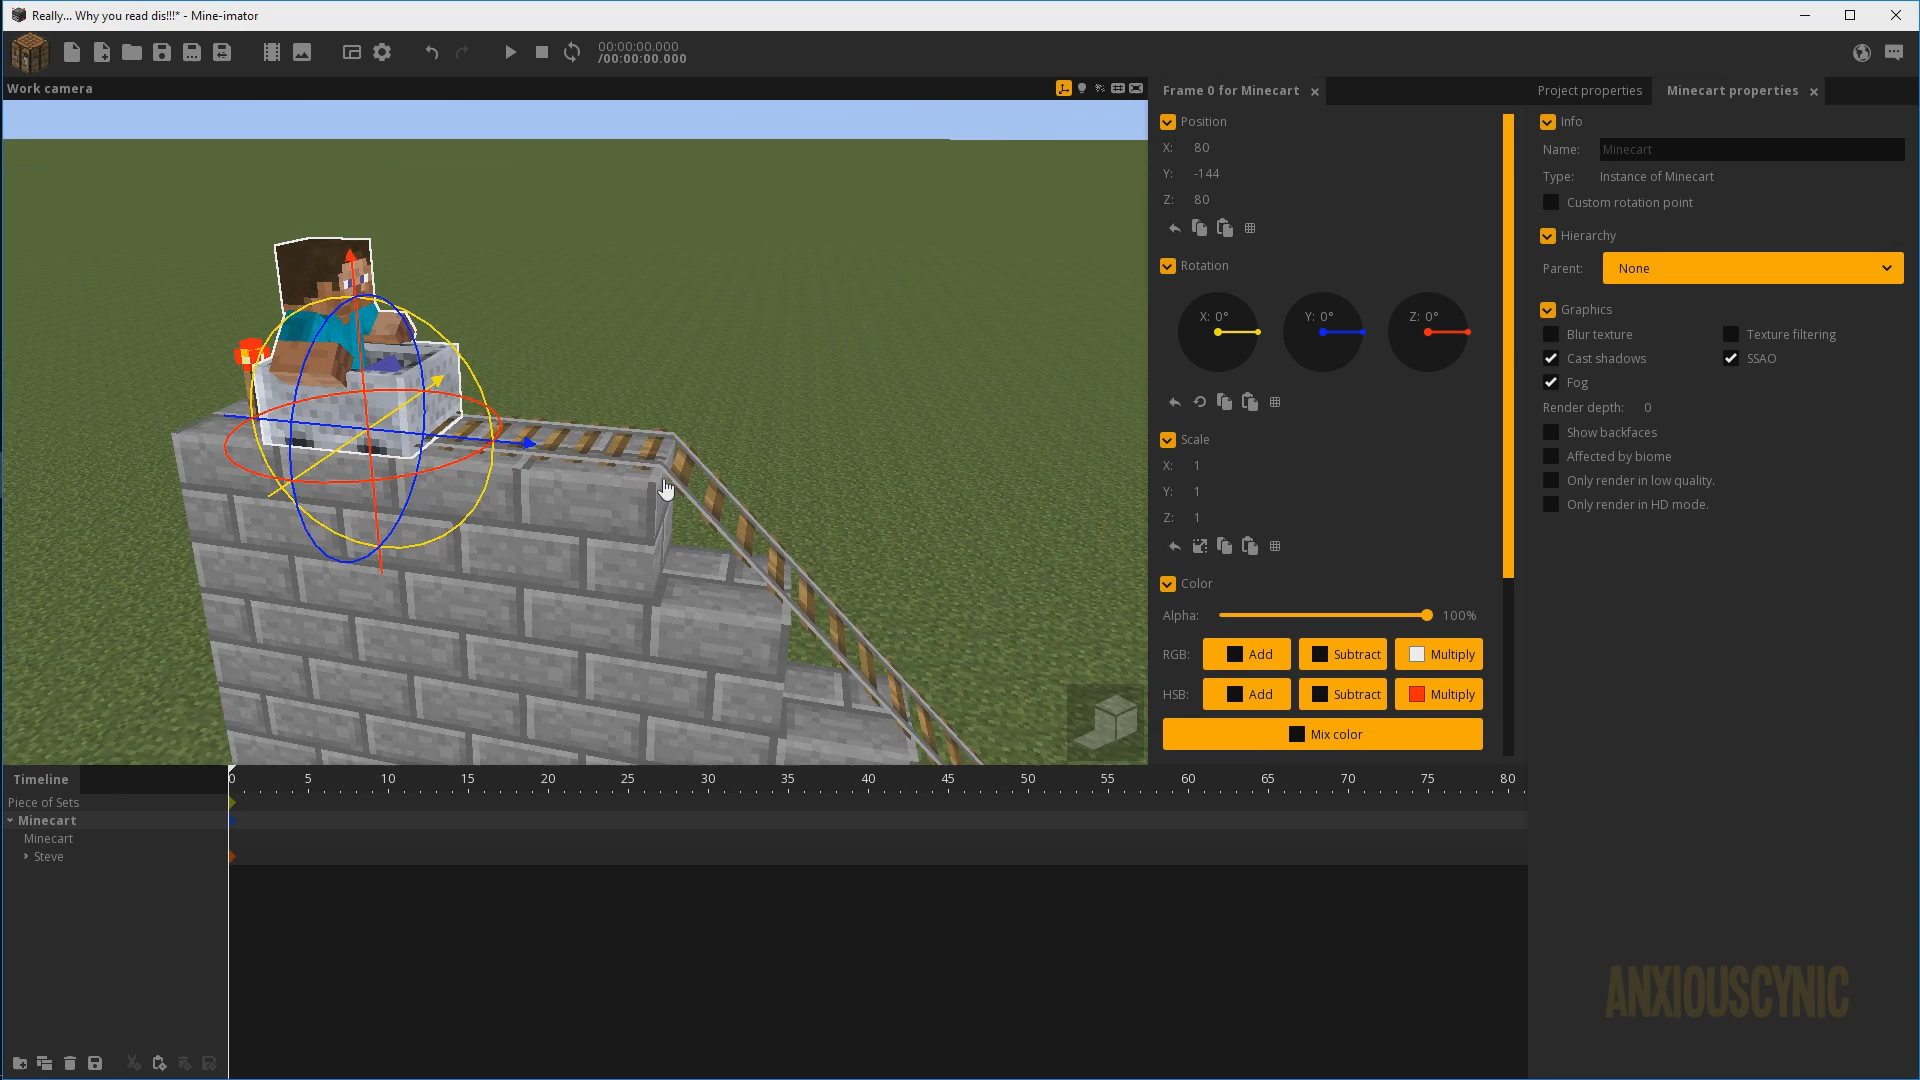 Really... Why you read dis!!!* - Mine-imator
00:00:00.000
/00:00:00.000
Work camera
Frame 0 for Minecart
Project properties
Minecart properties
Position
X: 80
Y: -144
Z: 80
Rotation
X: 0°
Y: 0°
Z: 0°
Scale
X: 1
Y: 1
Z: 1
Color
Alpha: 100%
RGB: Add Subtract Multiply
HSB: Add Subtract Multiply
Mix color
Info
Name: Minecart
Type: Instance of Minecart
Custom rotation point
Hierarchy
Parent: None
Graphics
Blur texture Texture filtering
Cast shadows SSAO
Fog
Render depth: 0
Show backfaces
Affected by biome
Only render in low quality.
Only render in HD mode.
Timeline
0 5 10 15 20 25 30 35 40 45 50 55 60 65 70 75 80
Piece of Sets
Minecart
Minecart
Steve
ANXIOUSCYNIC